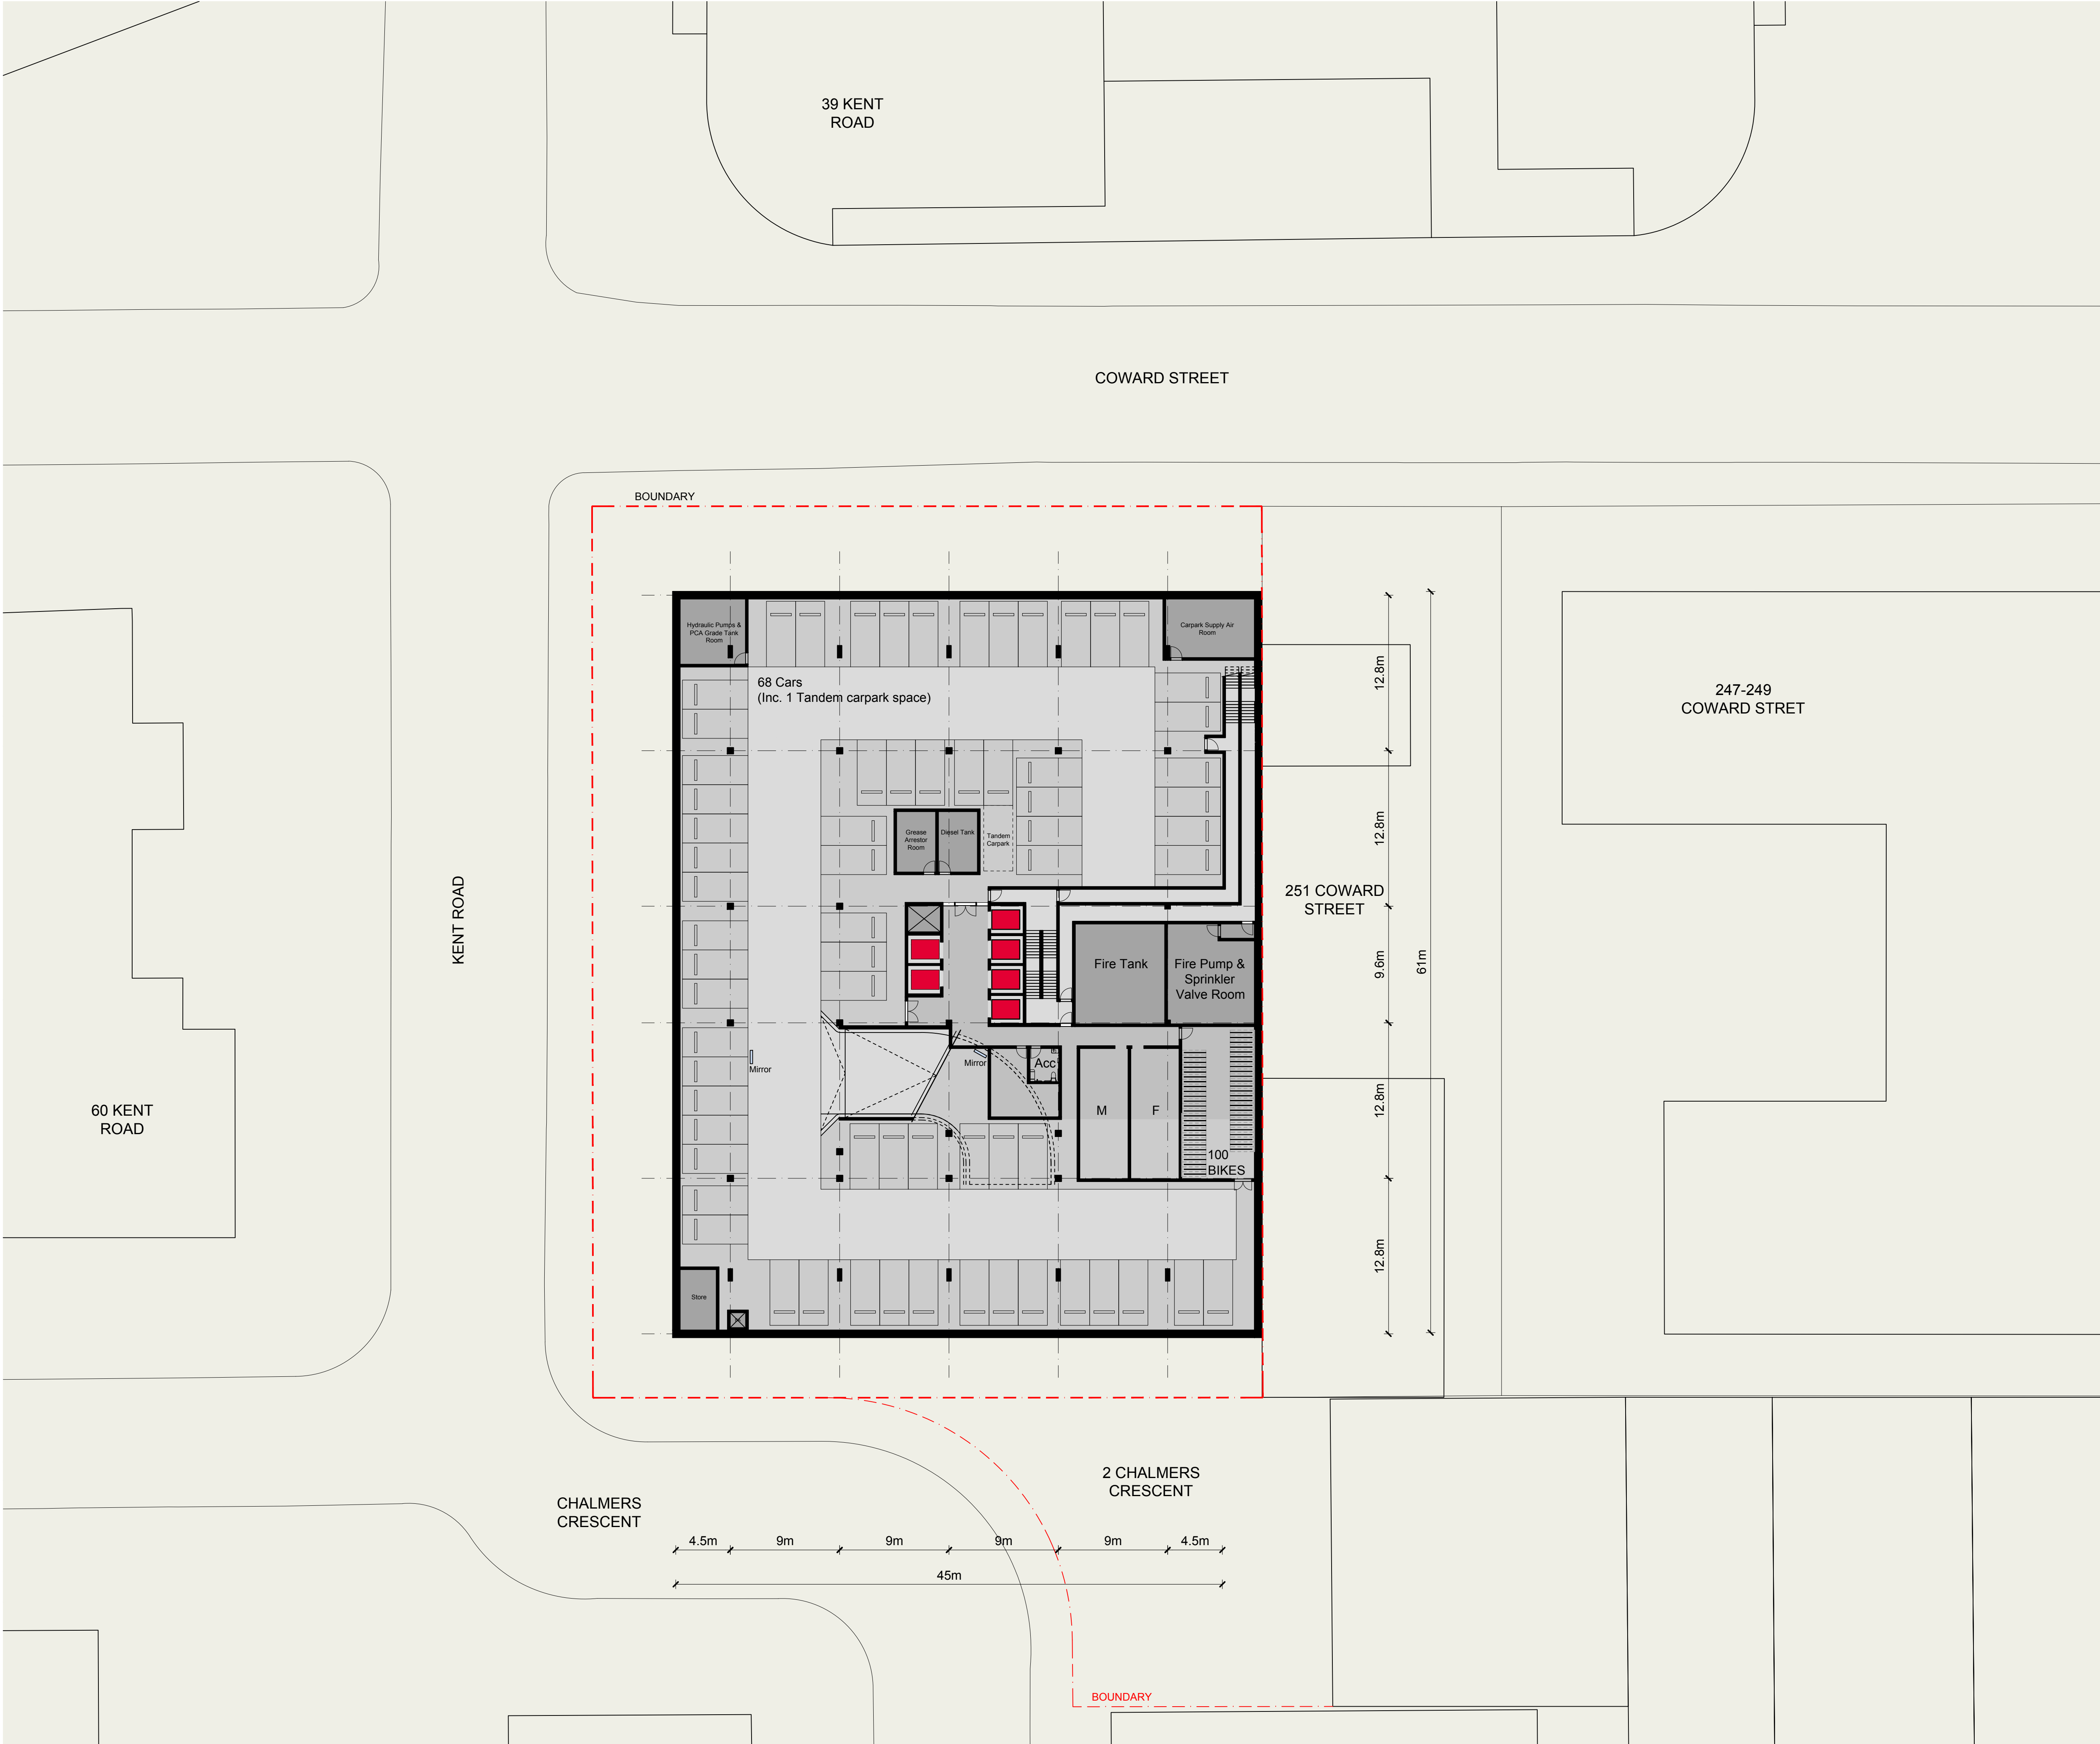 39 KENT
ROAD
COWARD STREET
BOUNDARY
Hydraulic Pumps &
PCA Grade Tank
Room
Carpark Supply Air
Room
68 Cars
(Inc. 1 Tandem carpark space)
12.8m
247-249
COWARD STRET
Grease
Arrestor
Room
Diesel Tank
Tandem
Carpark
12.8m
KENT ROAD
251 COWARD
STREET
Fire Tank
Fire Pump &
Sprinkler
Valve Room
9.6m
61m
Mirror
Mirror
Acc
60 KENT
ROAD
M
F
12.8m
100
BIKES
12.8m
Store
2 CHALMERS
CRESCENT
CHALMERS
CRESCENT
4.5m
9m
9m
9m
9m
4.5m
45m
BOUNDARY